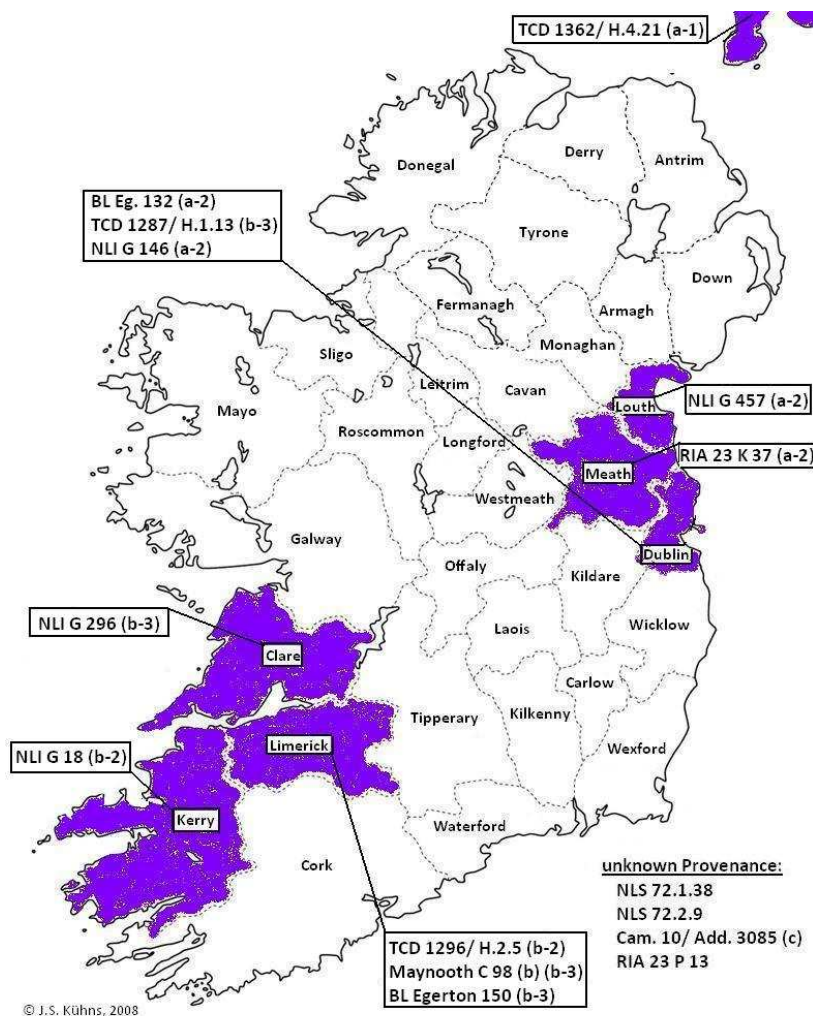 TCD 1362/ H.4.21 (a-1)
Donegal
Derry
Antrim
BL Eg. 132 (a-2)
TCD 1287/ H.1.13 (b-3)
NLI G 146 (a-2)
Tyrone
Down
Fermanagh
Armagh
Monaghan
Sligo
Leitrim
Cavan
Louth
NLI G 457 (a-2)
Mayo
Roscommon
Longford
Meath
RIA 23 K 37 (a-2)
Westmeath
Galway
Offaly
Kildare
Dublin
NLI G 296 (b-3)
Clare
Laois
Wicklow
Carlow
Tipperary
Kilkenny
NLI G 18 (b-2)
Limerick
Wexford
Kerry
Waterford
Cork
unknown Provenance:
NLS 72.1.38
NLS 72.2.9
Cam. 10/ Add. 3085 (c)
RIA 23 P 13
TCD 1296/ H.2.5 (b-2)
Maynooth C 98 (b) (b-3)
BL Egerton 150 (b-3)
© J.S. Kühns, 2008